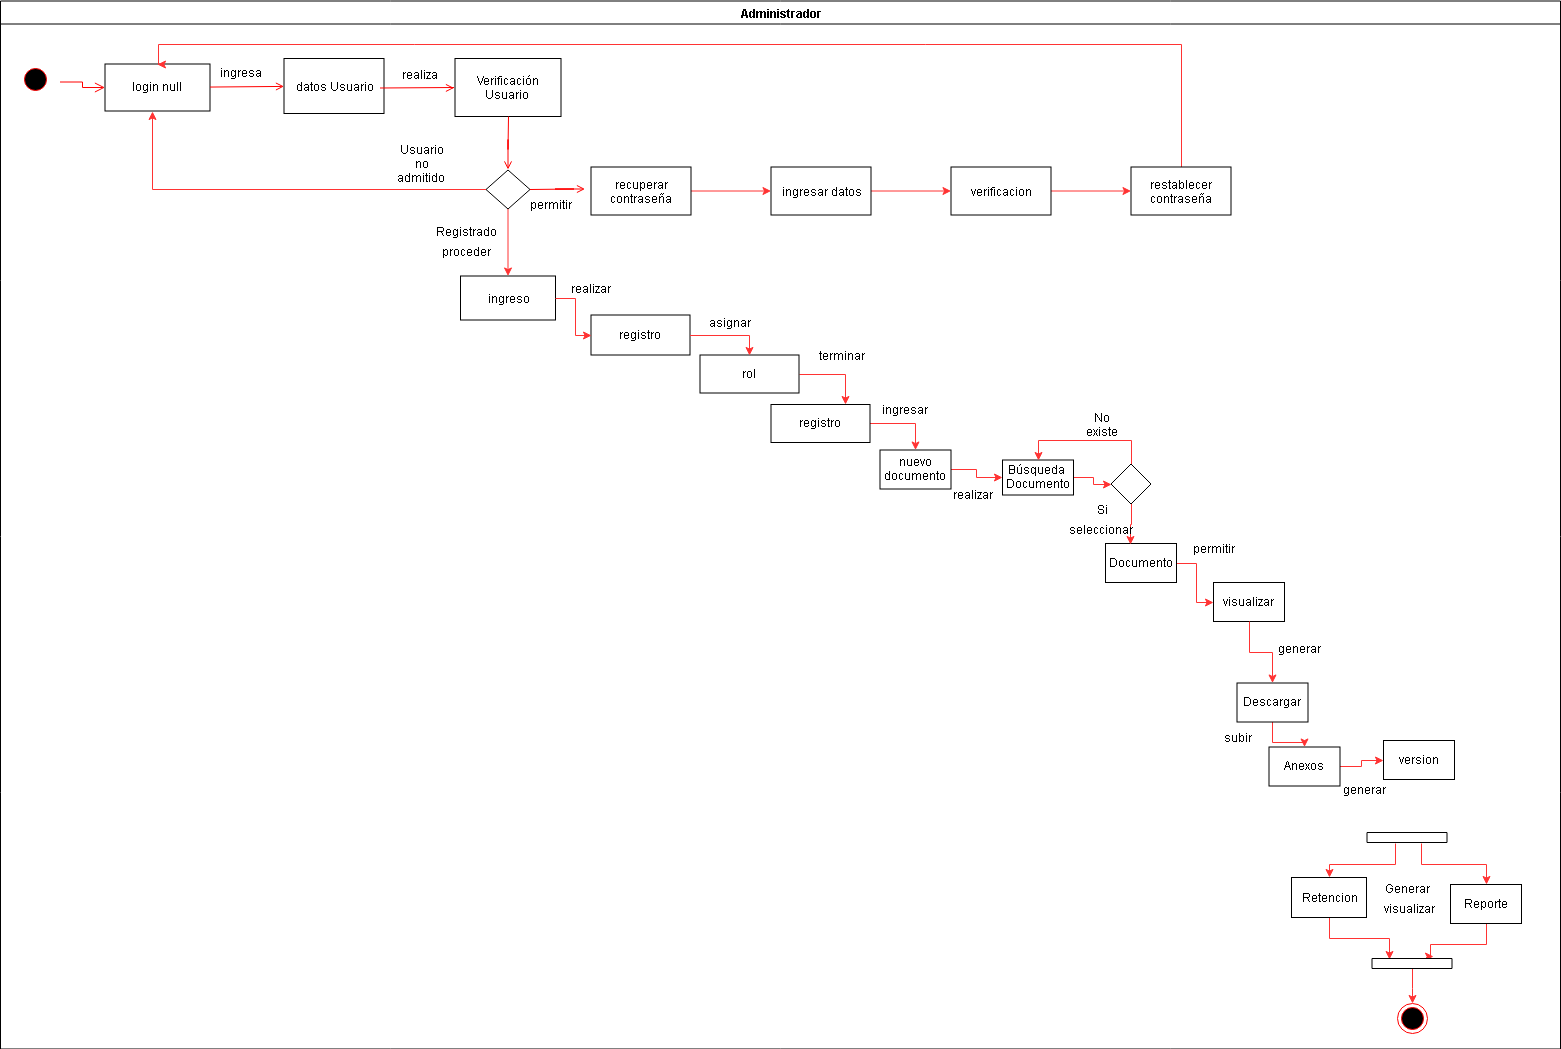 Administrador
login null
ingresa
datos Usuario
realiza
Verificación
Usuario
Usuario
no
admitido
permitir
recuperar
contraseña
ingresar datos
verificacion
restablecer
contraseña
Registrado
proceder
ingreso
realizar
registro
asignar
rol
terminar
registro
ingresar
nuevo
documento
realizar
Búsqueda
Documento
No
existe
Si
seleccionar
Documento
permitir
visualizar
generar
Descargar
subir
Anexos
generar
version
Retencion
Generar
visualizar
Reporte